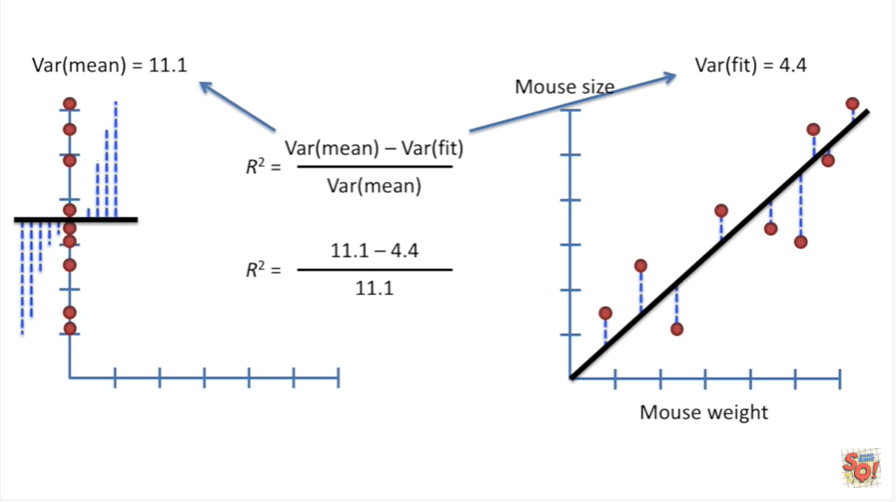 Var(mean) = 11.1
Var(fit) = 4.4
Mouse size
R² = Var(mean) – Var(fit)
Var(mean)
R² = 11.1 – 4.4
11.1
Mouse weight
SQ!